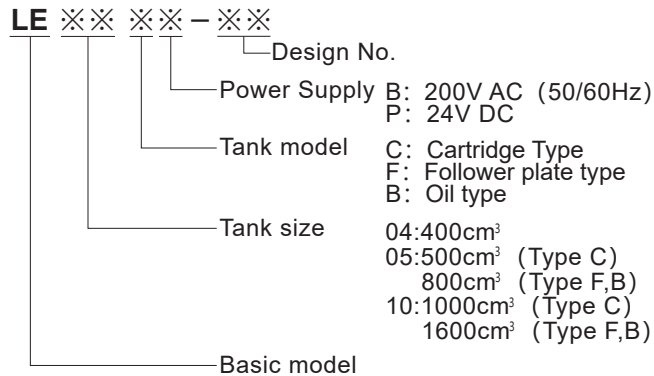 LE ※※ ※※－※※
Design No.
Power Supply B：200V AC（50/60Hz）
P：24V DC
Tank model C：Cartridge Type
F：Follower plate type
B：Oil type
Tank size 04:400cm³
05:500cm³（Type C）
800cm³（Type F,B）
10:1000cm³（Type C）
1600cm³（Type F,B）
Basic model